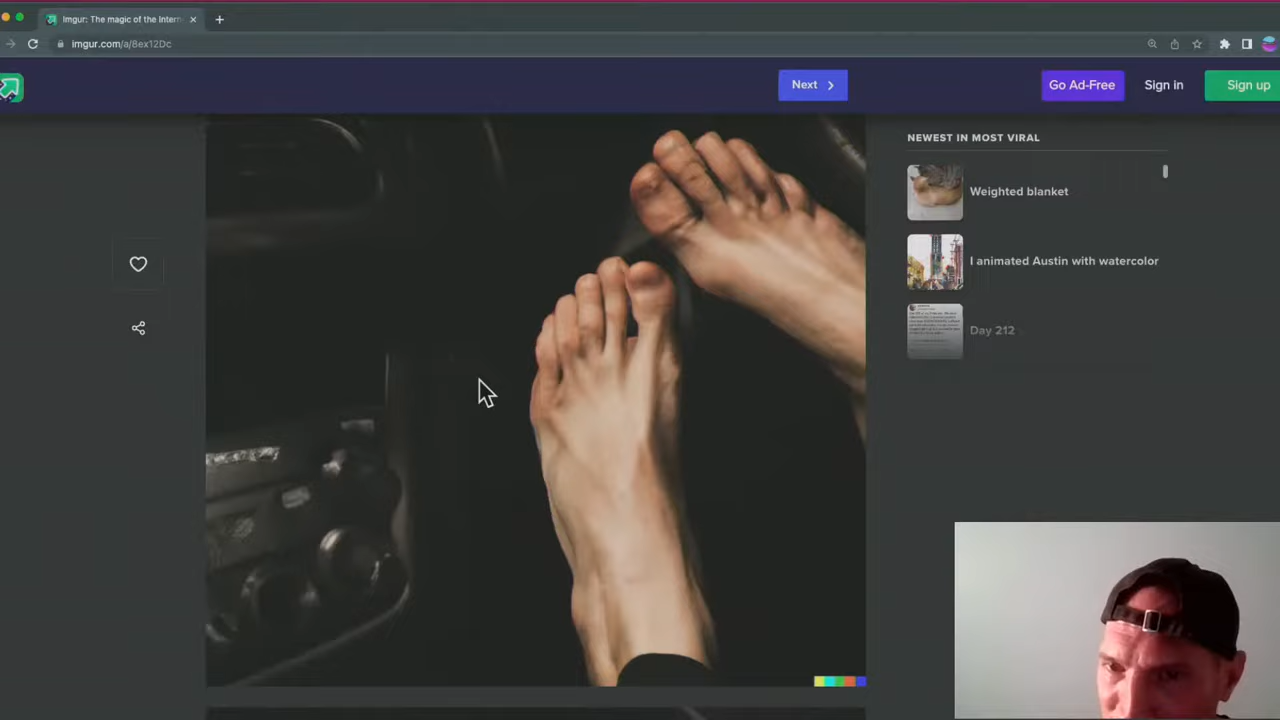 Imgur: The magic of the Intern
imgur.com/a/8ex12Dc
Next
Go Ad-Free
Sign in
Sign up
NEWEST IN MOST VIRAL
Weighted blanket
I animated Austin with watercolor
Day 212